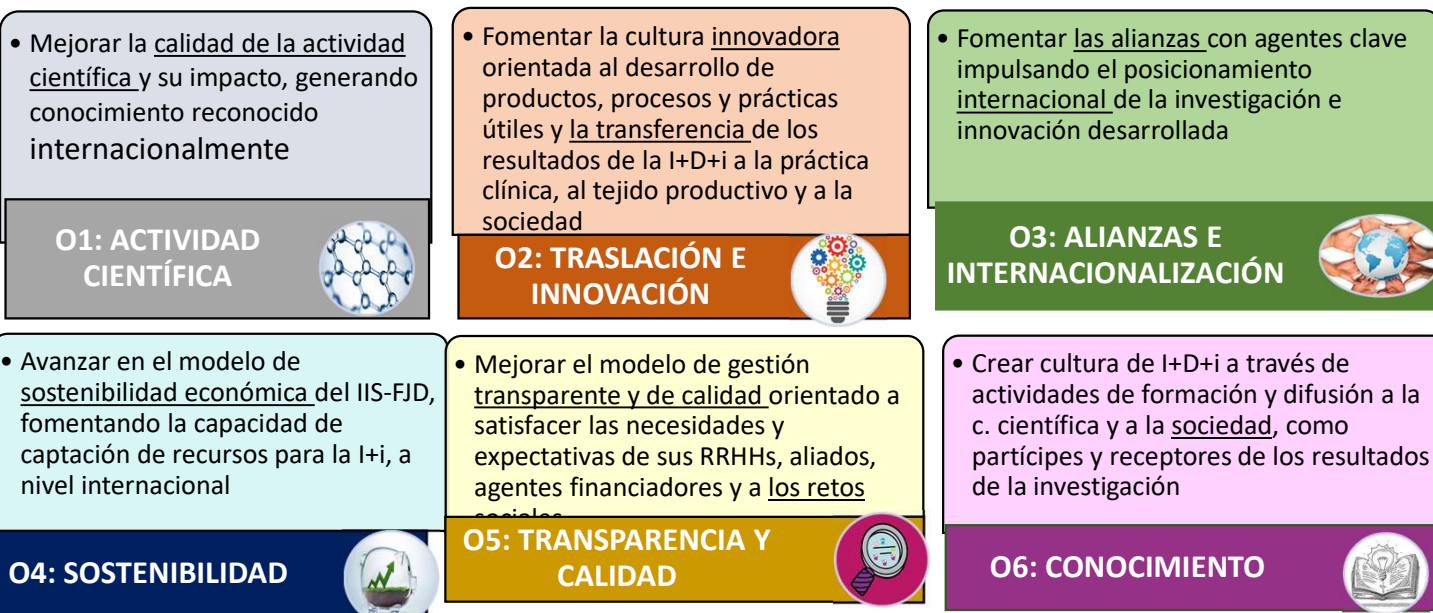 • Mejorar la calidad de la actividad
científica y su impacto, generando
conocimiento reconocido
internacionalmente
O1: ACTIVIDAD
CIENTÍFICA
• Fomentar la cultura innovadora
orientada al desarrollo de
productos, procesos y prácticas
útiles y la transferencia de los
resultados de la I+D+i a la práctica
clínica, al tejido productivo y a la
sociedad
O2: TRASLACIÓN E
INNOVACIÓN
• Fomentar las alianzas con agentes clave
impulsando el posicionamiento
internacional de la investigación e
innovación desarrollada
O3: ALIANZAS E
INTERNACIONALIZACIÓN
• Avanzar en el modelo de
sostenibilidad económica del IIS-FJD,
fomentando la capacidad de
captación de recursos para la I+i, a
nivel internacional
O4: SOSTENIBILIDAD
• Mejorar el modelo de gestión
transparente y de calidad orientado a
satisfacer las necesidades y
expectativas de sus RRHHs, aliados,
agentes financiadores y a los retos
sociales
O5: TRANSPARENCIA Y
CALIDAD
• Crear cultura de I+D+i a través de
actividades de formación y difusión a la
c. científica y a la sociedad, como
partícipes y receptores de los resultados
de la investigación
O6: CONOCIMIENTO